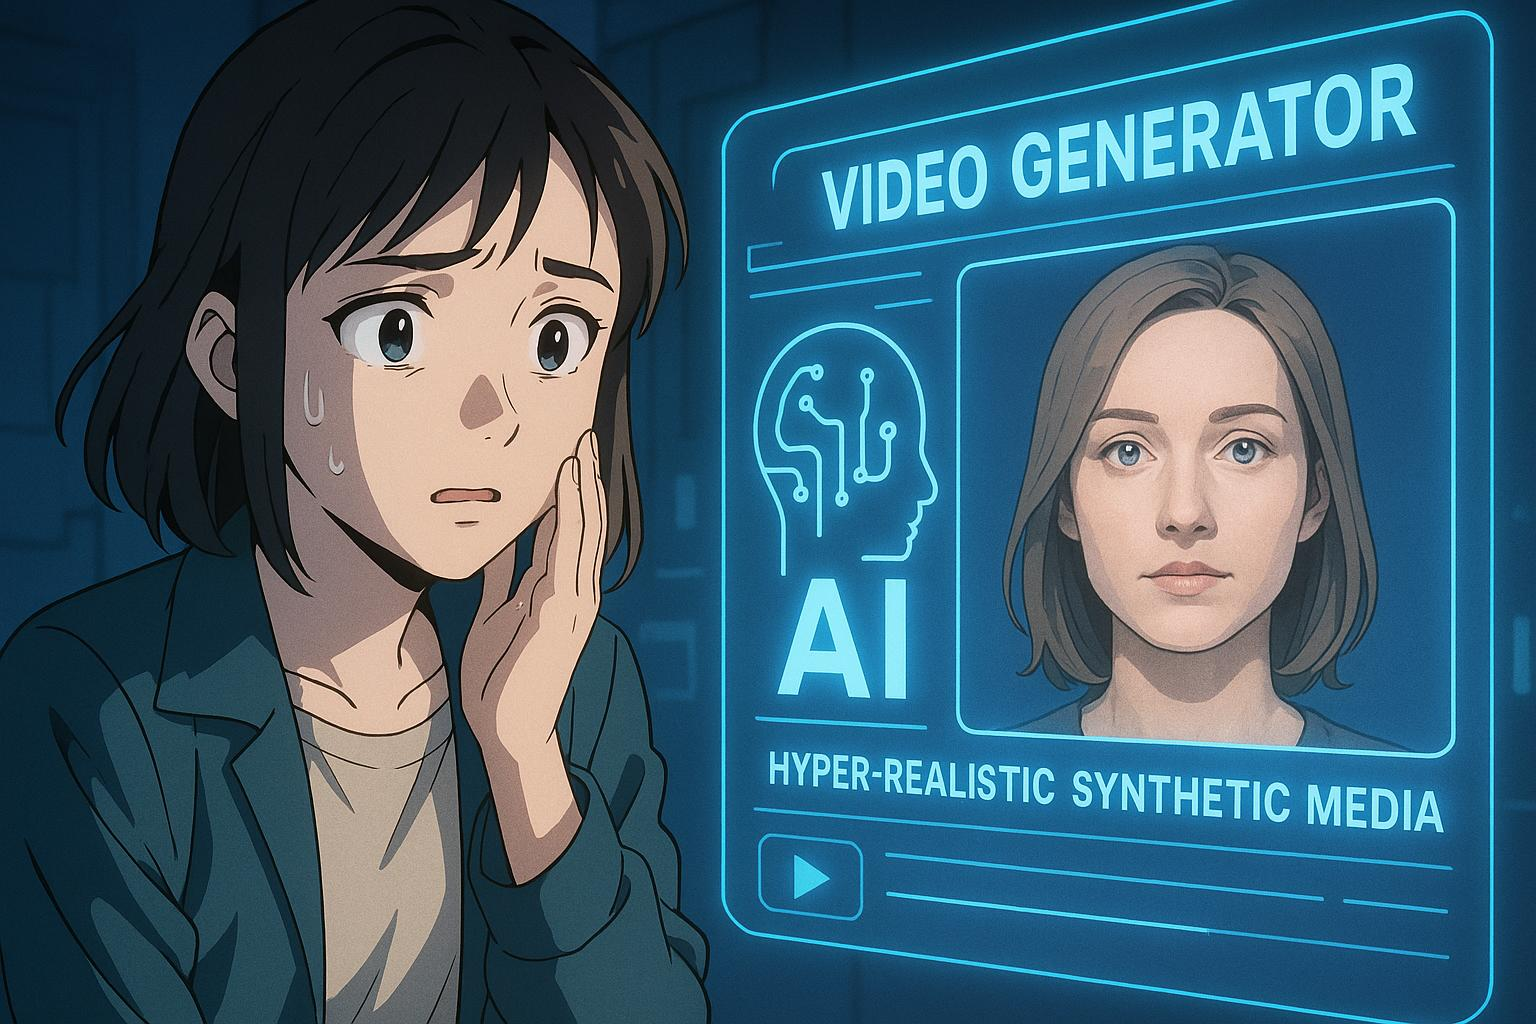 VIDEO GENERATOR
AI
HYPER-REALISTIC SYNTHETIC MEDIA